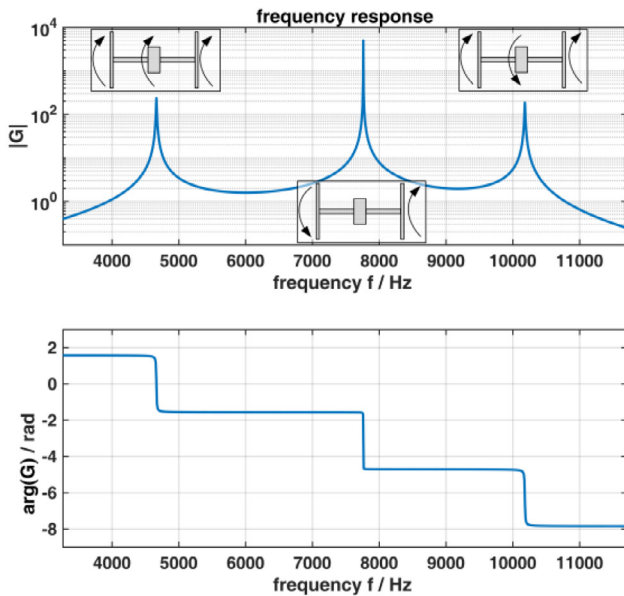 frequency response
|G|
10^4
10^2
10^0
4000 5000 6000 7000 8000 9000 10000 11000
frequency f / Hz
arg(G) / rad
2
0
-2
-4
-6
-8
4000 5000 6000 7000 8000 9000 10000 11000
frequency f / Hz